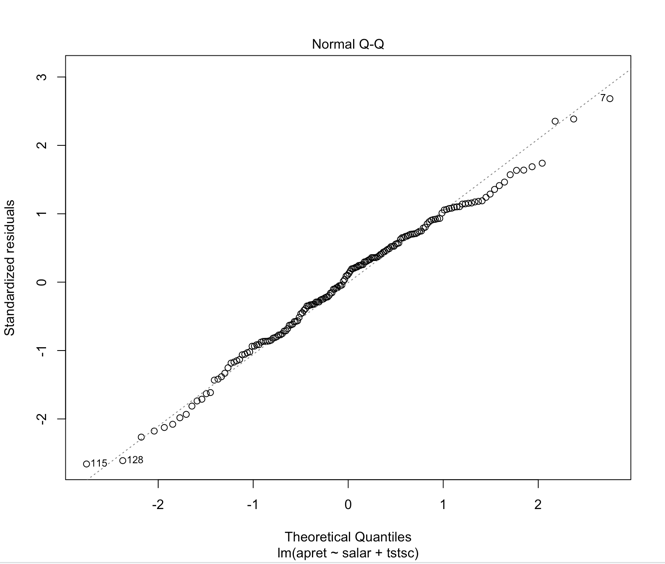 Normal Q-Q
3
2
1
0
-1
-2
Standardized residuals
7
115
128
-2 -1 0 1 2
Theoretical Quantiles
lm(apret ~ salar + tstsc)